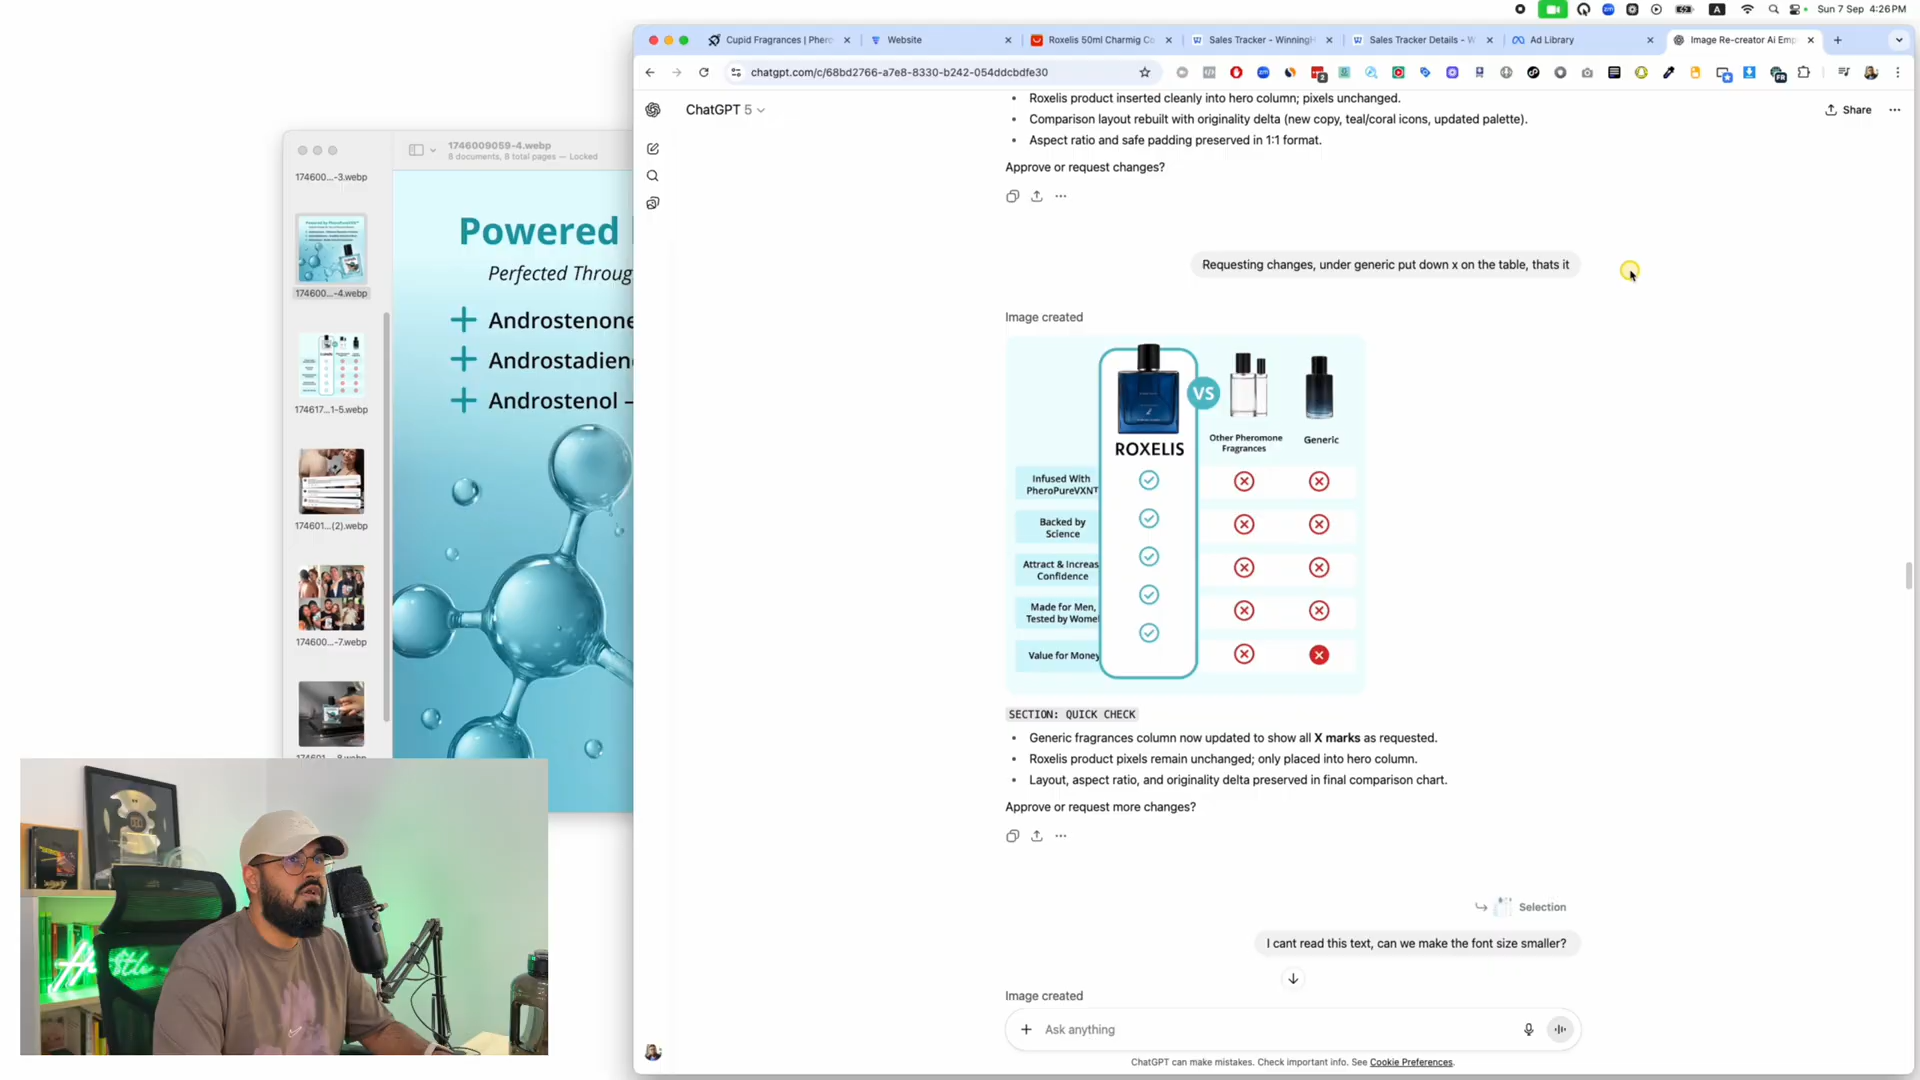 Sun 7 Sep 4:26 PM
Cupid Fragrances | Phero
Website
Roxelis 50ml Charmig Co
Sales Tracker - WinningH
Sales Tracker Details - W
Ad Library
Image Re-creator Ai Emp
chatgpt.com/c/68bd2766-a7e8-8330-b242-054ddcbdfe30
ChatGPT 5
Share
Roxelis product inserted cleanly into hero column; pixels unchanged.
Comparison layout rebuilt with originality delta (new copy, teal/coral icons, updated palette).
Aspect ratio and safe padding preserved in 1:1 format.
Approve or request changes?
Requesting changes, under generic put down x on the table, thats it
Image created
VS
ROXELIS
Other Pheromone
Fragrances
Generic
Infused With
PheroPureVXNT
Backed by
Science
Attract & Increas
Confidence
Made for Men,
Tested by Wome
Value for Money
SECTION: QUICK CHECK
Generic fragrances column now updated to show all X marks as requested.
Roxelis product pixels remain unchanged; only placed into hero column.
Layout, aspect ratio, and originality delta preserved in final comparison chart.
Approve or request more changes?
Selection
I cant read this text, can we make the font size smaller?
Image created
Ask anything
ChatGPT can make mistakes. Check important info. See Cookie Preferences.
1746009059-4.webp
8 documents, 8 total pages — Locked
174600...-3.webp
174600...-4.webp
174617...1-5.webp
174601...(2).webp
174600...-7.webp
Powered
Perfected Throug
Androstenone
Androstadien
Androstenol –
Hustle